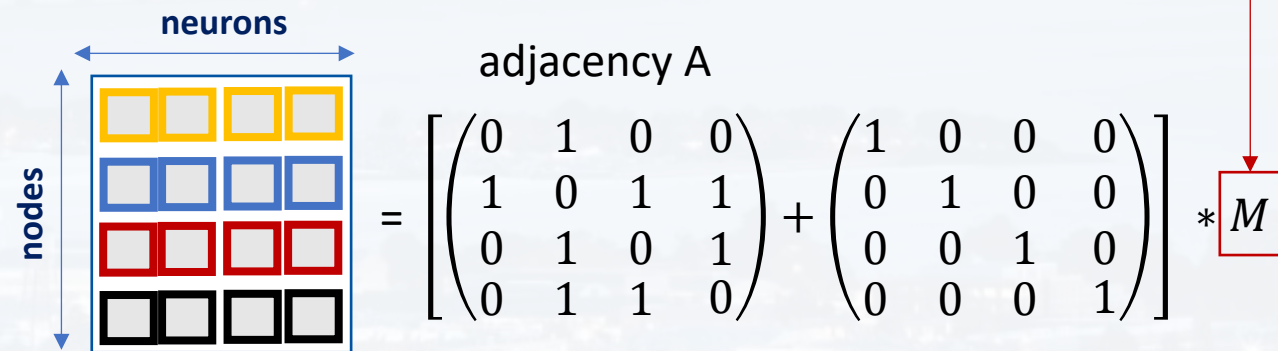 neurons
adjacency A
nodes
= [ ( 0 1 0 0 ) + ( 1 0 0 0 ) ] * M
1 0 1 1 0 1 0 0
0 1 0 1 0 0 1 0
0 1 1 0 0 0 0 1